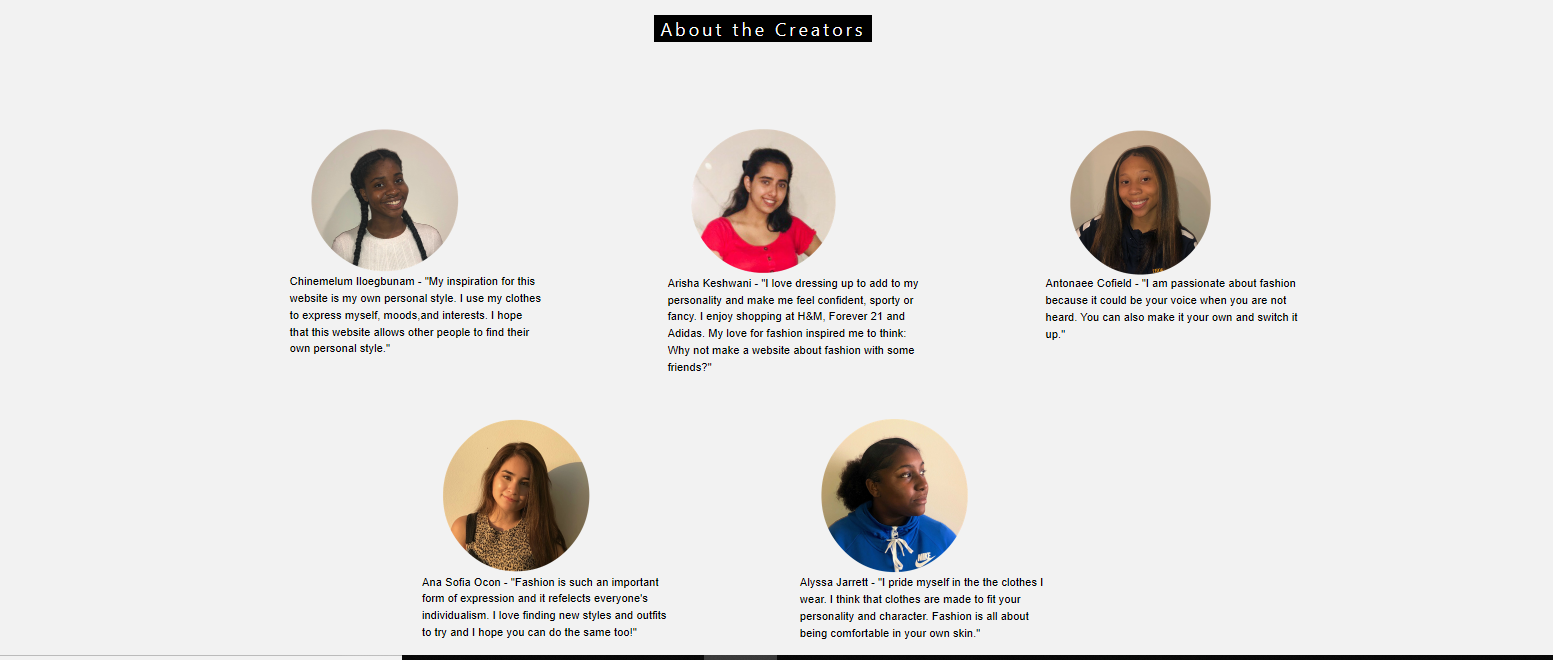 About the Creators
Chinemelum Iloegbunam - "My inspiration for this
website is my own personal style. I use my clothes
to express myself, moods,and interests. I hope
that this website allows other people to find their
own personal style."
Arisha Keshwani - "I love dressing up to add to my
personality and make me feel confident, sporty or
fancy. I enjoy shopping at H&M, Forever 21 and
Adidas. My love for fashion inspired me to think:
Why not make a website about fashion with some
friends?"
Antonaee Cofield - "I am passionate about fashion
because it could be your voice when you are not
heard. You can also make it your own and switch it
up."
NIKE
Ana Sofia Ocon - "Fashion is such an important
form of expression and it refelects everyone's
individualism. I love finding new styles and outfits
to try and I hope you can do the same too!"
Alyssa Jarrett - "I pride myself in the the clothes I
wear. I think that clothes are made to fit your
personality and character. Fashion is all about
being comfortable in your own skin."